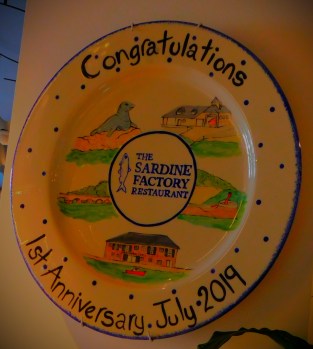 Congratulations
THE
SARDINE
FACTORY
RESTAURANT
1st·Anniversary·July·2019